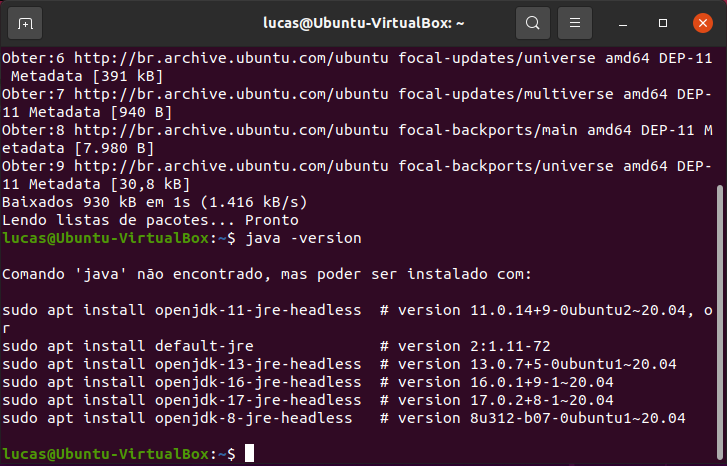 lucas@Ubuntu-VirtualBox: ~
Obter:6 http://br.archive.ubuntu.com/ubuntu focal-updates/universe amd64 DEP-11
 Metadata [391 kB]
Obter:7 http://br.archive.ubuntu.com/ubuntu focal-updates/multiverse amd64 DEP-
11 Metadata [940 B]
Obter:8 http://br.archive.ubuntu.com/ubuntu focal-backports/main amd64 DEP-11 M
etadata [7.980 B]
Obter:9 http://br.archive.ubuntu.com/ubuntu focal-backports/universe amd64 DEP-
11 Metadata [30,8 kB]
Baixados 930 kB em 1s (1.416 kB/s)
Lendo listas de pacotes... Pronto
lucas@Ubuntu-VirtualBox:~$ java -version
Comando 'java' não encontrado, mas poder ser instalado com:
sudo apt install openjdk-11-jre-headless  # version 11.0.14+9-0ubuntu2~20.04, o
r
sudo apt install default-jre              # version 2:1.11-72
sudo apt install openjdk-13-jre-headless  # version 13.0.7+5-0ubuntu1~20.04
sudo apt install openjdk-16-jre-headless  # version 16.0.1+9-1~20.04
sudo apt install openjdk-17-jre-headless  # version 17.0.2+8-1~20.04
sudo apt install openjdk-8-jre-headless   # version 8u312-b07-0ubuntu1~20.04
lucas@Ubuntu-VirtualBox:~$